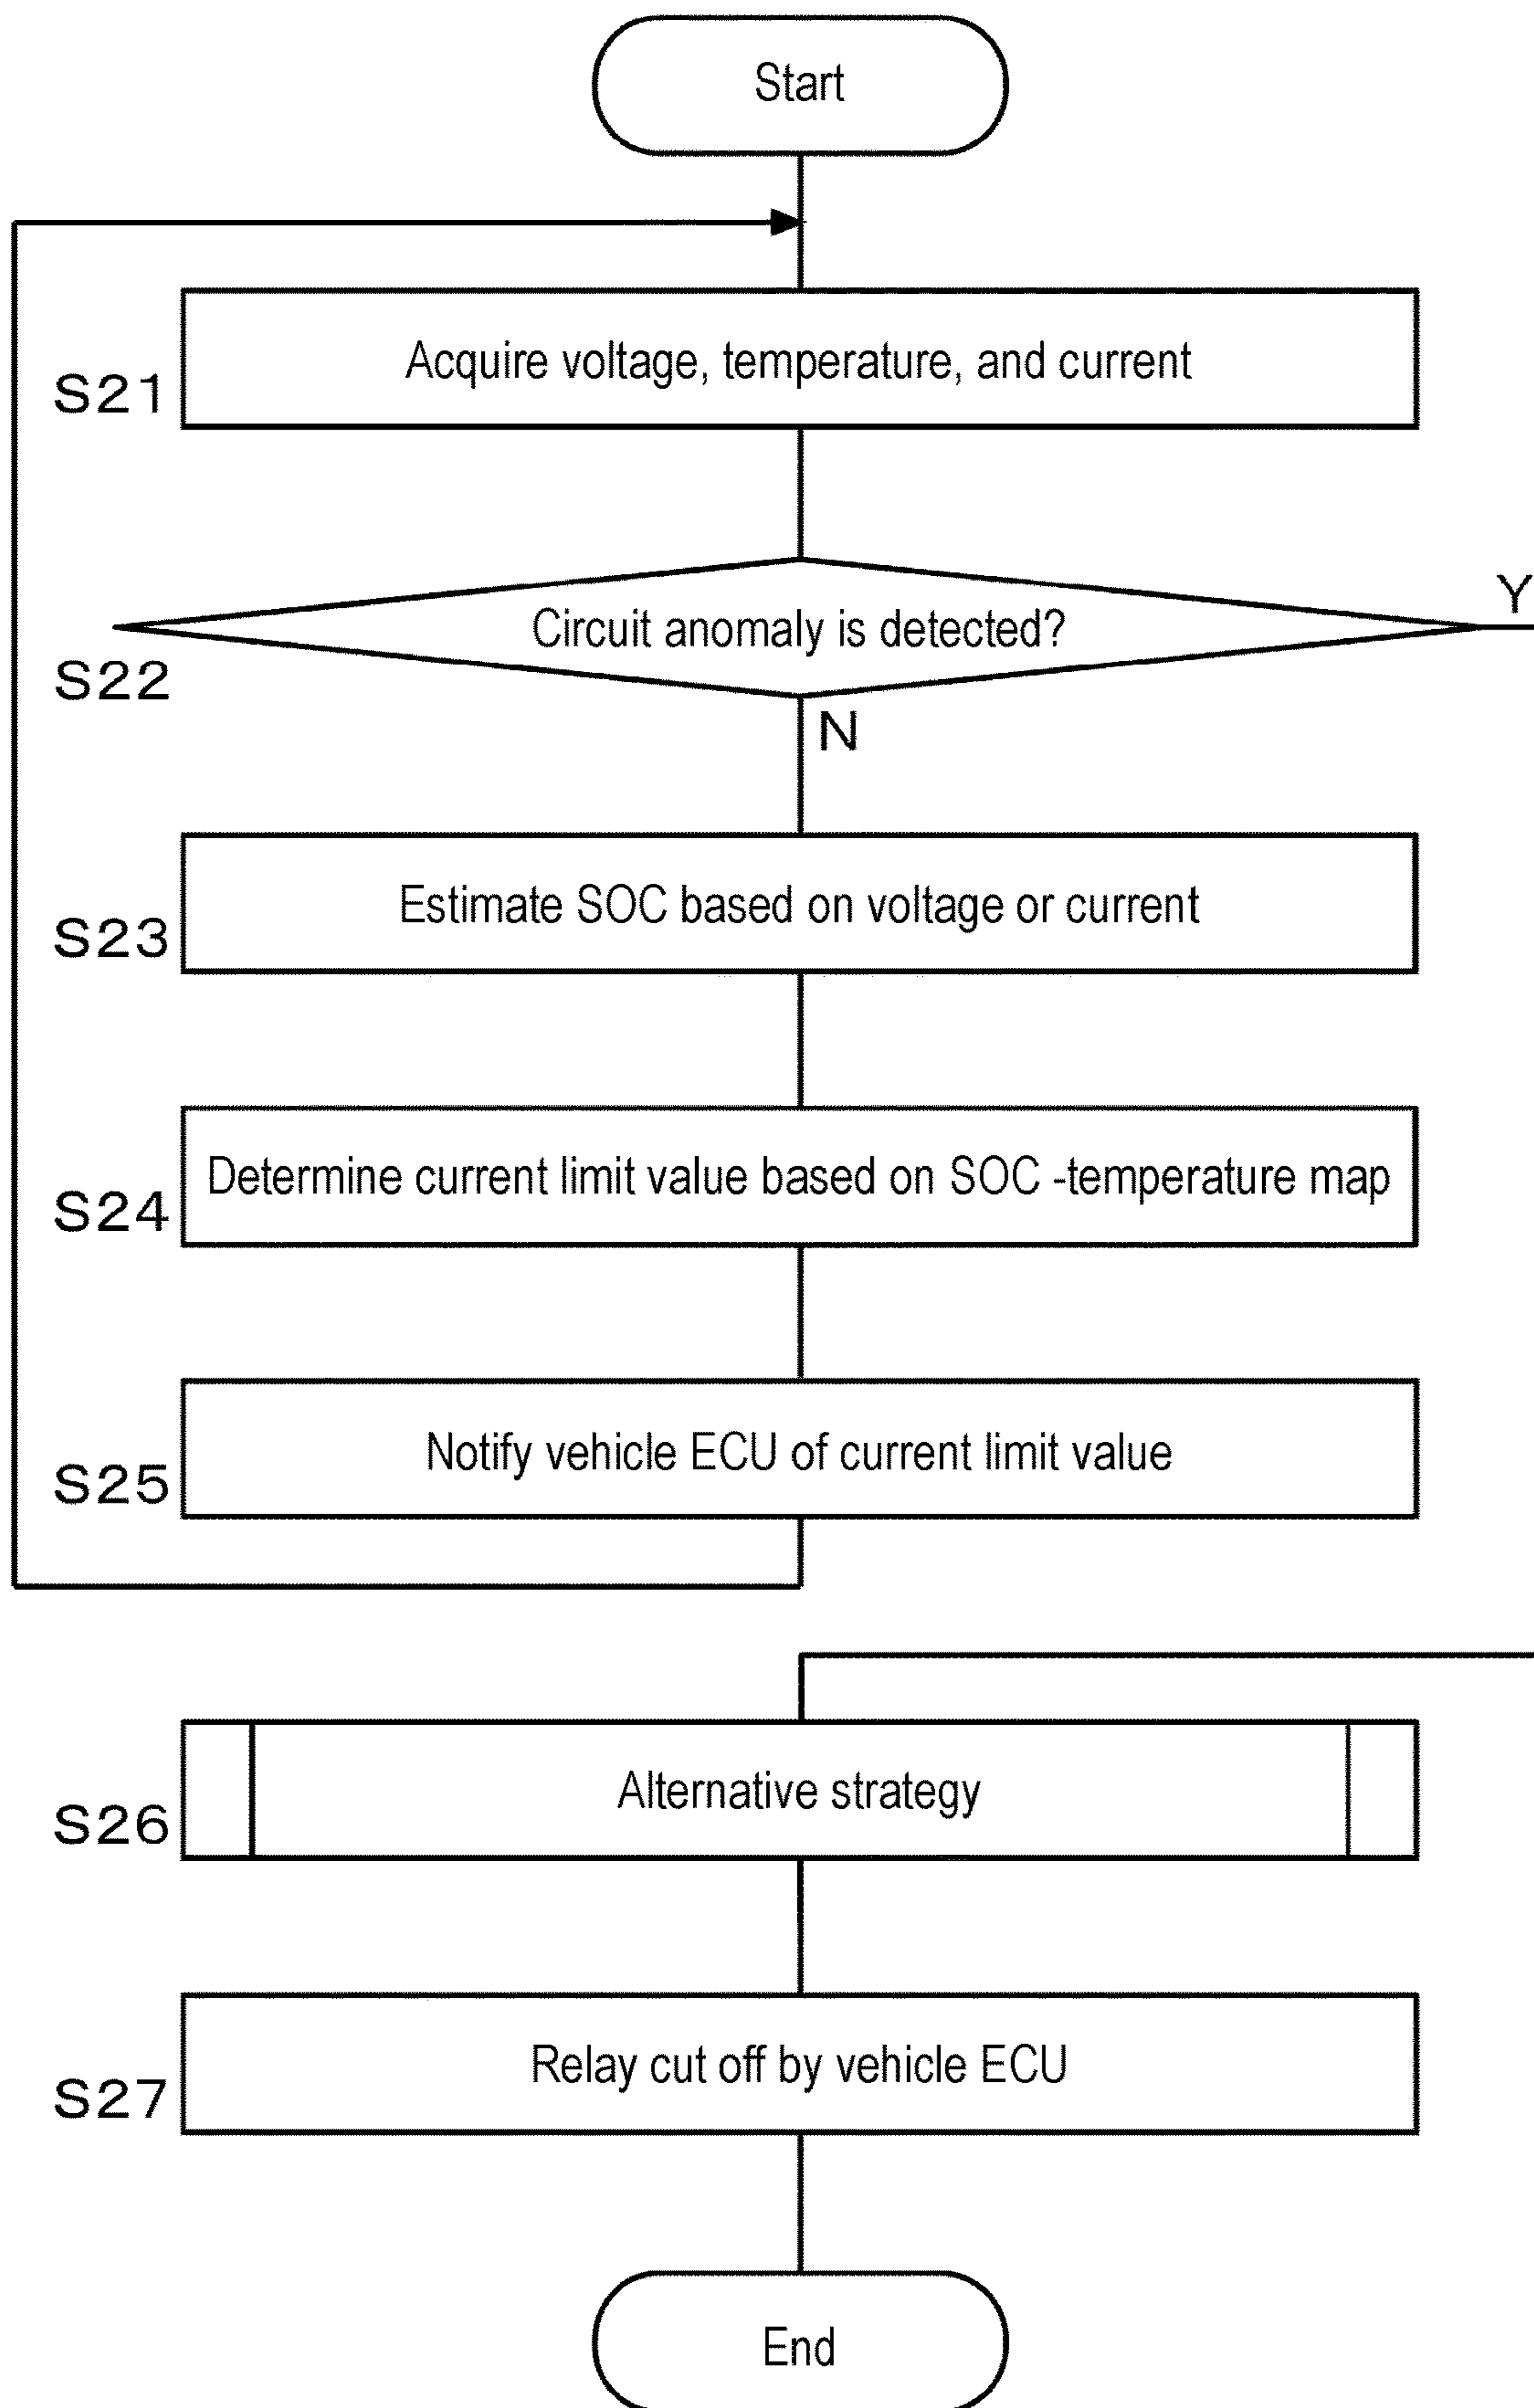 Start
S21
Acquire voltage, temperature, and current
S22
Circuit anomaly is detected?
Y
N
S23
Estimate SOC based on voltage or current
S24
Determine current limit value based on SOC -temperature map
S25
Notify vehicle ECU of current limit value
S26
Alternative strategy
S27
Relay cut off by vehicle ECU
End